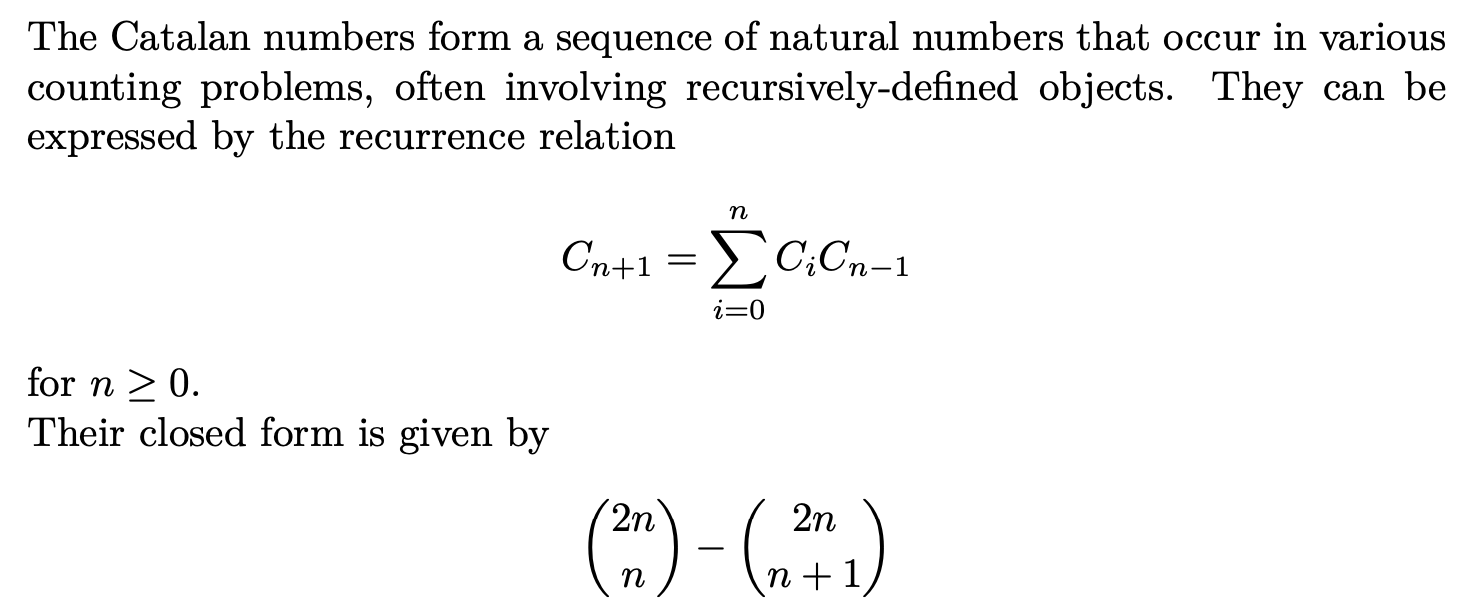 The Catalan numbers form a sequence of natural numbers that occur in various
counting problems, often involving recursively-defined objects. They can be
expressed by the recurrence relation
C_{n+1} = \sum_{i=0}^{n} C_i C_{n-1}
for n ≥ 0.
Their closed form is given by
\binom{2n}{n} - \binom{2n}{n+1}